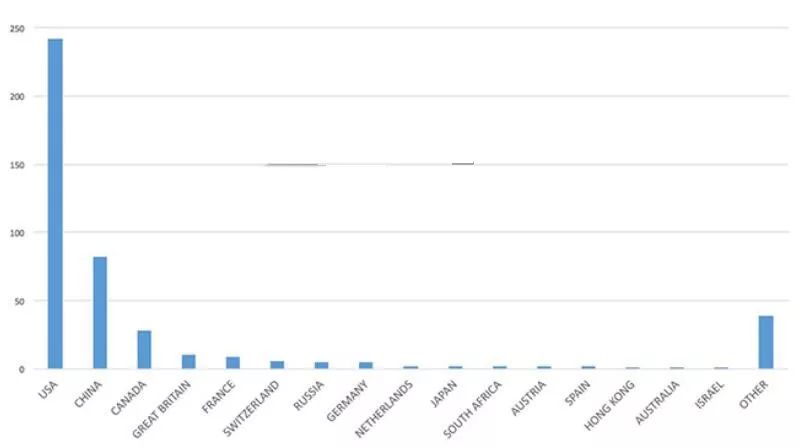 250
200
150
100
50
0
USA
CHINA
CANADA
GREAT BRITAIN
FRANCE
SWITZERLAND
RUSSIA
GERMANY
NETHERLANDS
JAPAN
SOUTH AFRICA
AUSTRIA
SPAIN
HONG KONG
AUSTRALIA
ISRAEL
OTHER